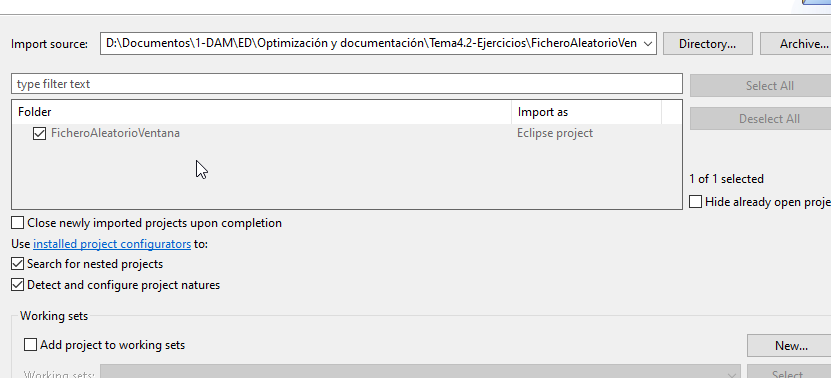 Import source: D:\Documentos\1-DAM\ED\Optimización y documentación\Tema4.2-Ejercicios\FicheroAleatorioVen Directory... Archive...
type filter text Select All
Folder Import as
Deselect All
FicheroAleatorioVentana Eclipse project
1 of 1 selected
Hide already open proje
Close newly imported projects upon completion
Use installed project configurators to:
Search for nested projects
Detect and configure project natures
Working sets
Add project to working sets New...
Working sets: Select...